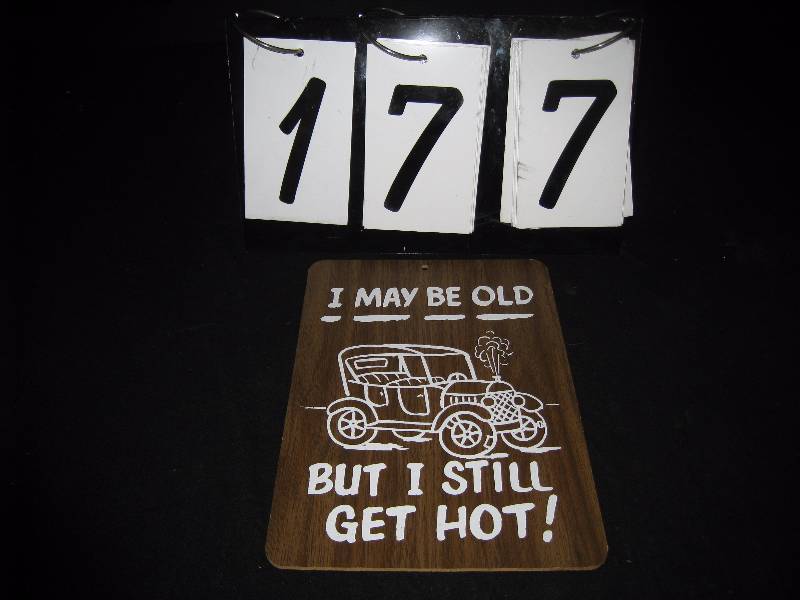 177
I MAY BE OLD
BUT I STILL
GET HOT!